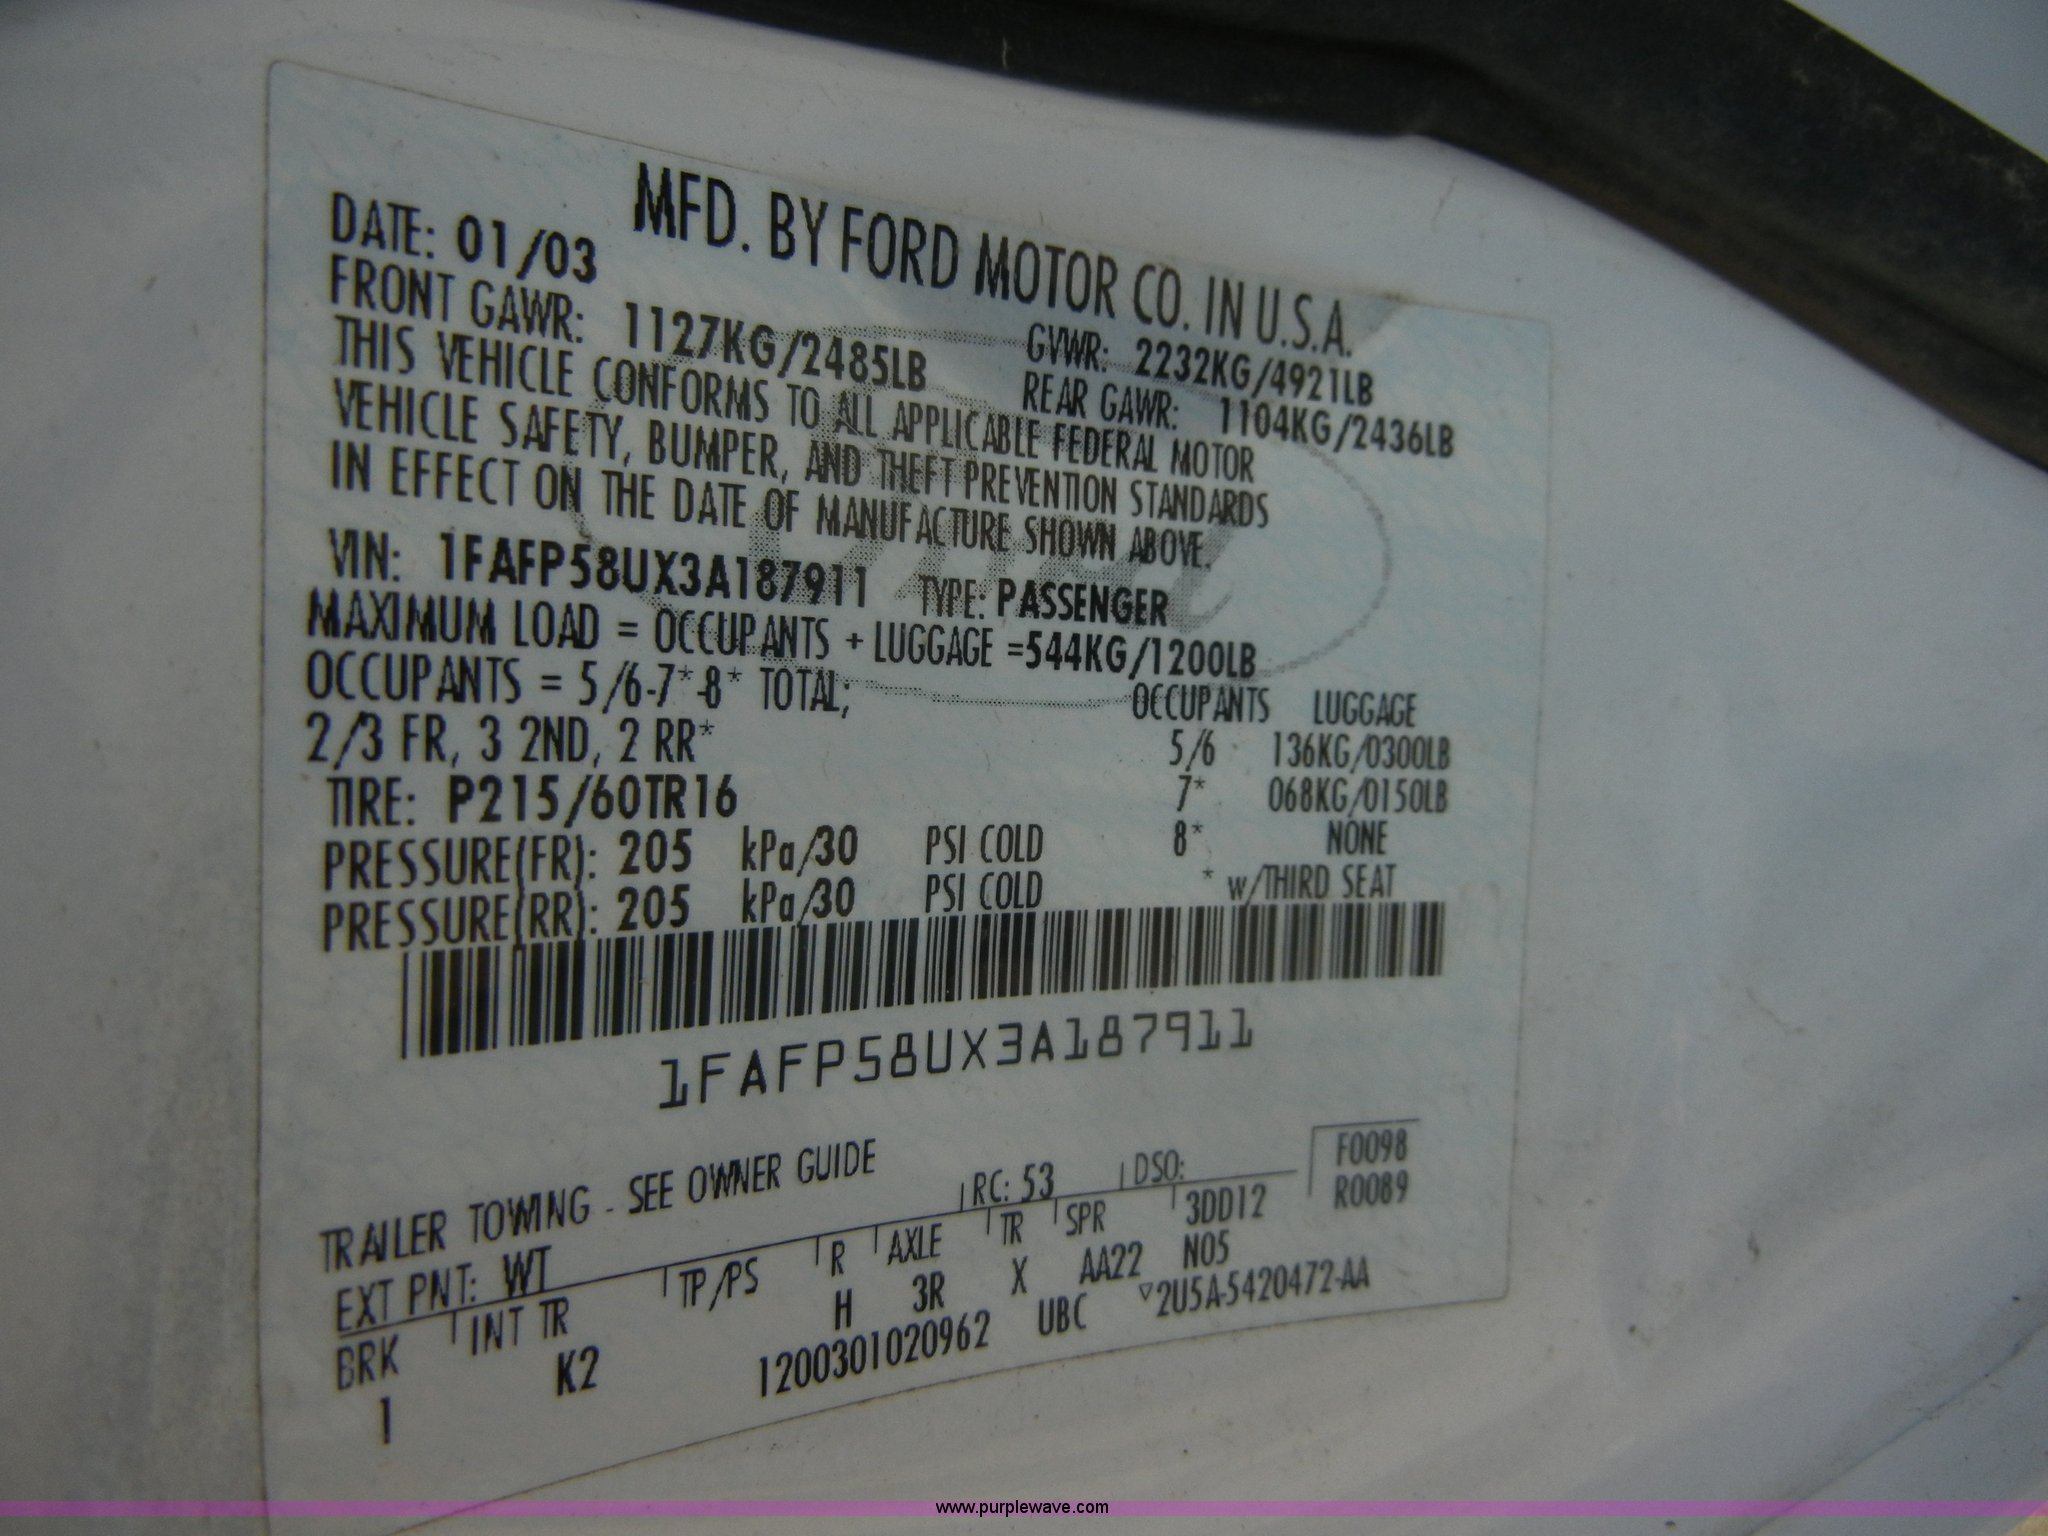 MFD. BY FORD MOTOR CO. IN U.S.A.
DATE: 01/03 GVWR: 2232KG/4921LB
FRONT GAWR: 1127KG/2485LB REAR GAWR: 1104KG/2436LB
THIS VEHICLE CONFORMS TO ALL APPLICABLE FEDERAL MOTOR
VEHICLE SAFETY, BUMPER, AND THEFT PREVENTION STANDARDS
IN EFFECT ON THE DATE OF MANUFACTURE SHOWN ABOVE.
VIN: 1FAFP58UX3A187911 TYPE: PASSENGER
MAXIMUM LOAD = OCCUPANTS + LUGGAGE =544KG/1200LB
OCCUPANTS = 5/6-7*-8* TOTAL; OCCUPANTS LUGGAGE
2/3 FR, 3 2ND, 2 RR* 5/6 136KG/0300LB
TIRE: P215/60TR16 7* 068KG/0150LB
PRESSURE(FR): 205 kPa/30 PSI COLD 8* NONE
PRESSURE(RR): 205 kPa/30 PSI COLD * w/THIRD SEAT
1FAFP58UX3A187911
TRAILER TOWING - SEE OWNER GUIDE F0098
EXT PNT: WT RC: 53 DSO: R0089
BRK INT TR TP/PS R AXLE TR SPR 3DD12
1 K2 H 3R X AA22 N05
1200301020962 UBC ▽2U5A-5420472-AA
www.purplewave.com